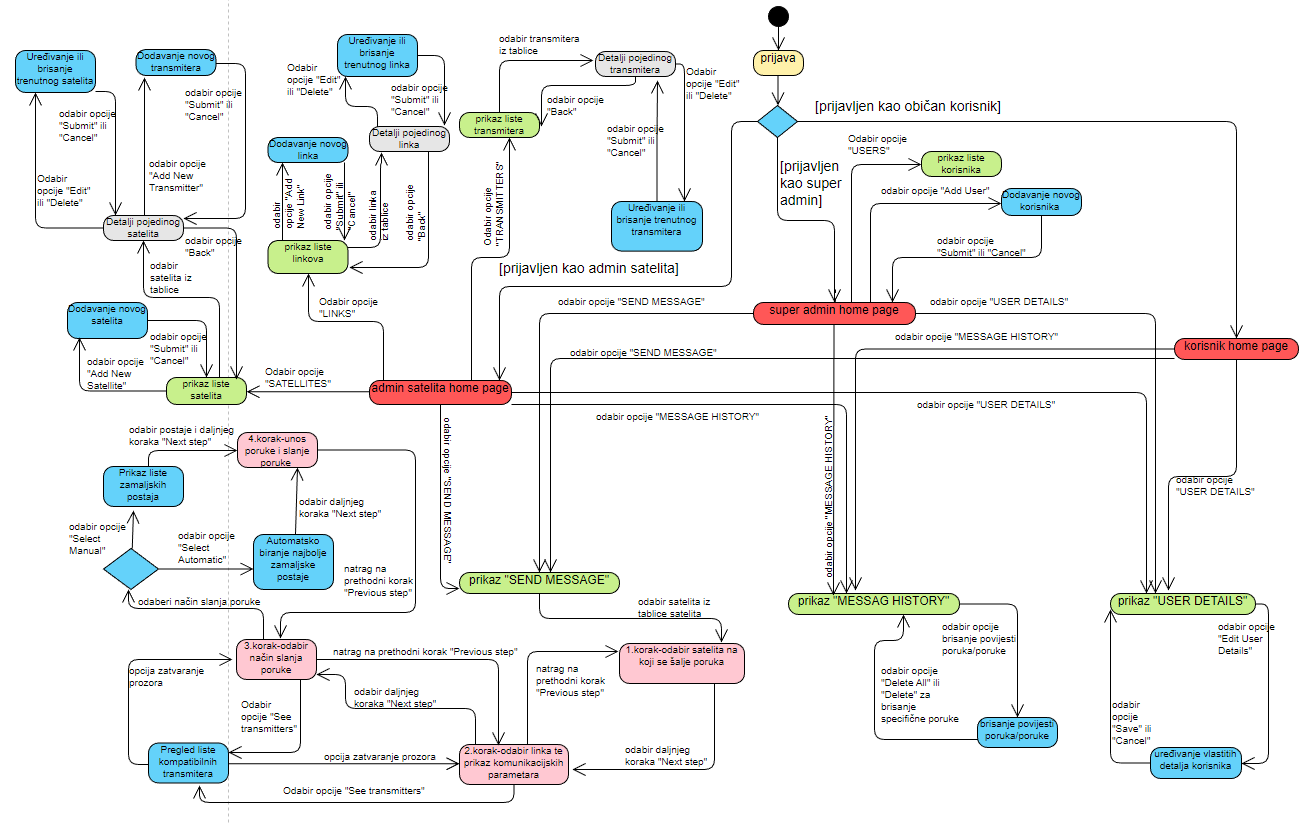 prijava
[prijavljen kao običan korisnik]
[prijavljen
kao super
admin]
[prijavljen kao admin satelita]
Uređivanje ili
brisanje
trenutnog satelita
Dodavanje novog
transmitera
odabir opcije
"Submit" ili
"Cancel"
odabir opcije
"Submit" ili
"Cancel"
odabir opcije
"Add New
Transmitter"
Odabir
opcije "Edit"
ili "Delete"
Detalji pojedinog
satelita
odabir opcije
"Back"
odabir
satelita iz
tablice
Dodavanje novog
satelita
odabir opcije
"Submit" ili
"Cancel"
odabir opcije
"Add New
Satellite"
prikaz liste
satelita
Odabir opcije
"SATELLITES"
Uređivanje ili
brisanje
trenutnog linka
Odabir
opcije "Edit"
ili "Delete"
odabir opcije
"Submit" ili
"Cancel"
Detalji pojedinog
linka
Dodavanje novog
linka
odabir
opcije "Add
New Link"
odabir opcije
"Submit" ili
"Cancel"
odabir linka
iz tablice
odabir opcije
"Back"
prikaz liste
linkova
Odabir opcije
"LINKS"
odabir transmitera
iz tablice
Detalji pojedinog
transmitera
Odabir
opcije "Edit"
ili "Delete"
odabir opcije
"Back"
prikaz liste
transmitera
odabir opcije
"Submit" ili
"Cancel"
Odabir opcije
"TRANSMITTERS"
Uređivanje ili
brisanje trenutnog
transmitera
Odabir opcije
"USERS"
prikaz liste
korisnika
odabir opcije "Add User"
Dodavanje novog
korisnika
odabir opcije
"Submit" ili "Cancel"
super admin home page
odabir opcije "SEND MESSAGE"
odabir opcije "USER DETAILS"
odabir opcije "MESSAGE HISTORY"
korisnik home page
odabir opcije "SEND MESSAGE"
admin satelita home page
odabir opcije "MESSAGE HISTORY"
odabir opcije "USER DETAILS"
odabir opcije "SEND MESSAGE"
odabir opcije "MESSAGE HISTORY"
odabir opcije
"USER DETAILS"
odabir postaje i daljnjeg
koraka "Next step"
4.korak-unos
poruke i slanje
poruke
Prikaz liste
zamaljskih
postaja
odabir daljnjeg
koraka "Next step"
odabir opcije
"Select
Manual"
odabir opcije
"Select
Automatic"
Automatsko
biranje najbolje
zamaljske
postaje
natrag na
prethodni korak
"Previous step"
odaberi način slanja poruke
prikaz "SEND MESSAGE"
prikaz "MESSAG HISTORY"
prikaz "USER DETAILS"
odabir satelita iz
tablice satelita
3.korak-odabir
način slanja
poruke
natrag na prethodni korak "Previous step"
1.korak-odabir satelita na
koji se šalje poruka
opcija zatvaranje
prozora
natrag na
prethodni korak
"Previous step"
odabir daljnjeg
koraka "Next step"
Odabir
opcije "See
transmitters"
Pregled liste
kompatibilnih
transmitera
opcija zatvaranje prozora
2.korak-odabir linka te
prikaz komunikacijskih
parametara
odabir daljnjeg
koraka "Next step"
Odabir opcije "See transmitters"
odabir opcije
brisanje povijesti
poruka/poruke
odabir opcije
"Delete All" ili
"Delete" za
brisanje
specifične poruke
brisanje povijesti
poruka/poruke
odabir opcije
"Edit User
Details"
odabir
opcije
"Save" ili
"Cancel"
uređivanje vlastitih
detalja korisnika